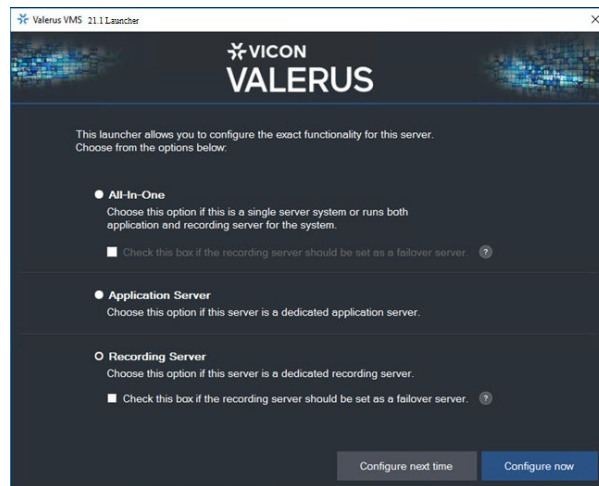 Valerus VMS 21.1 Launcher
VICON
VALERUS
This launcher allows you to configure the exact functionality for this server.
Choose from the options below:
All-In-One
Choose this option if this is a single server system or runs both
application and recording server for the system.
Check this box if the recording server should be set as a failover server. ?
Application Server
Choose this option if this server is a dedicated application server.
Recording Server
Choose this option if this server is a dedicated recording server.
Check this box if the recording server should be set as a failover server. ?
Configure next time Configure now